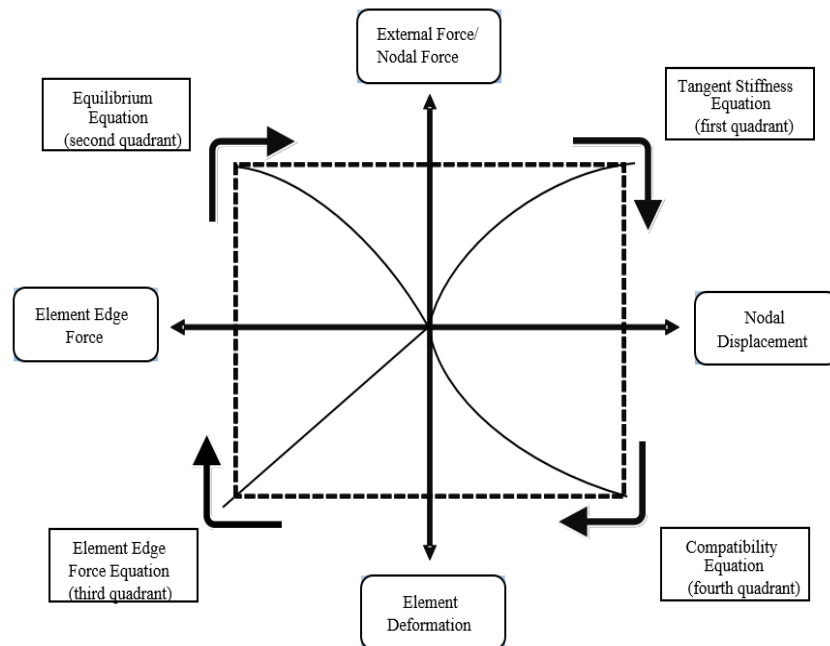 External Force/
Nodal Force
Equilibrium
Equation
(second quadrant)
Tangent Stiffness
Equation
(first quadrant)
Element Edge
Force
Nodal
Displacement
Element Edge
Force Equation
(third quadrant)
Compatibility
Equation
(fourth quadrant)
Element
Deformation